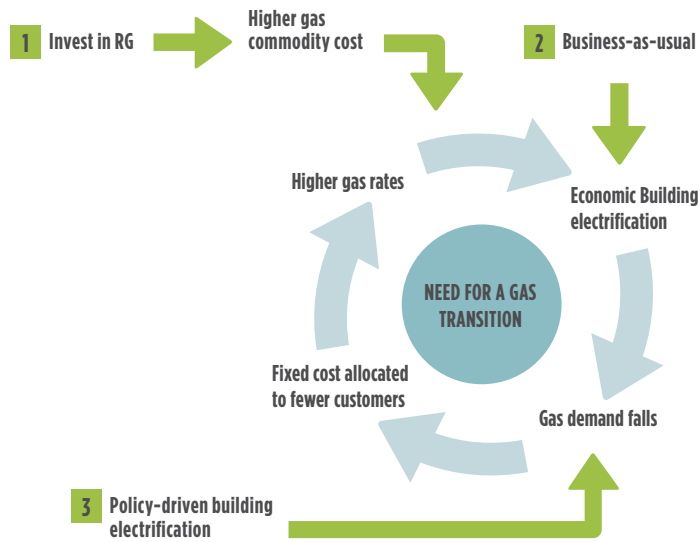 1 Invest in RG
Higher gas
commodity cost
2 Business-as-usual
Higher gas rates
Economic Building
electrification
NEED FOR A GAS
TRANSITION
Fixed cost allocated
to fewer customers
Gas demand falls
3 Policy-driven building
electrification